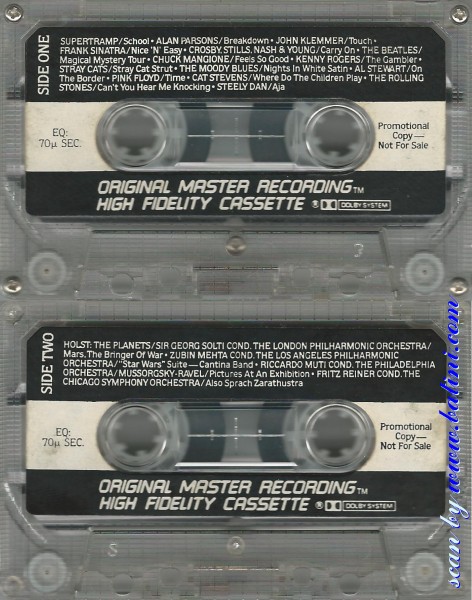 SIDE ONE
SUPERTRAMP/School • ALAN PARSONS/Breakdown • JOHN KLEMMER/Touch •
FRANK SINATRA/Nice 'N' Easy • CROSBY, STILLS, NASH & YOUNG/Carry On • THE BEATLES/
Magical Mystery Tour • CHUCK MANGIONE/Feels So Good • KENNY ROGERS/The Gambler •
STRAY CATS/Stray Cat Strut • THE MOODY BLUES/Nights In White Satin • AL STEWART/On
The Border • PINK FLOYD/Time • CAT STEVENS/Where Do The Children Play • THE ROLLING
STONES/Can't You Hear Me Knocking • STEELY DAN/Aja
EQ:
70μ SEC.
Promotional
Copy—
Not For Sale
ORIGINAL MASTER RECORDING™
HIGH FIDELITY CASSETTE ® DOLBY SYSTEM
3
SIDE TWO
HOLST: THE PLANETS/SIR GEORG SOLTI COND. THE LONDON PHILHARMONIC ORCHESTRA/
Mars, The Bringer Of War • ZUBIN MEHTA COND. THE LOS ANGELES PHILHARMONIC
ORCHESTRA/"Star Wars" Suite — Cantina Band • RICCARDO MUTI COND. THE PHILADELPHIA
ORCHESTRA/MUSSORGSKY-RAVEL/Pictures At An Exhibition • FRITZ REINER COND. THE
CHICAGO SYMPHONY ORCHESTRA/Also Sprach Zarathustra
EQ:
70μ SEC.
Promotional
Copy—
Not For Sale
ORIGINAL MASTER RECORDING™
HIGH FIDELITY CASSETTE ® DOLBY SYSTEM
scan by www.batini.com